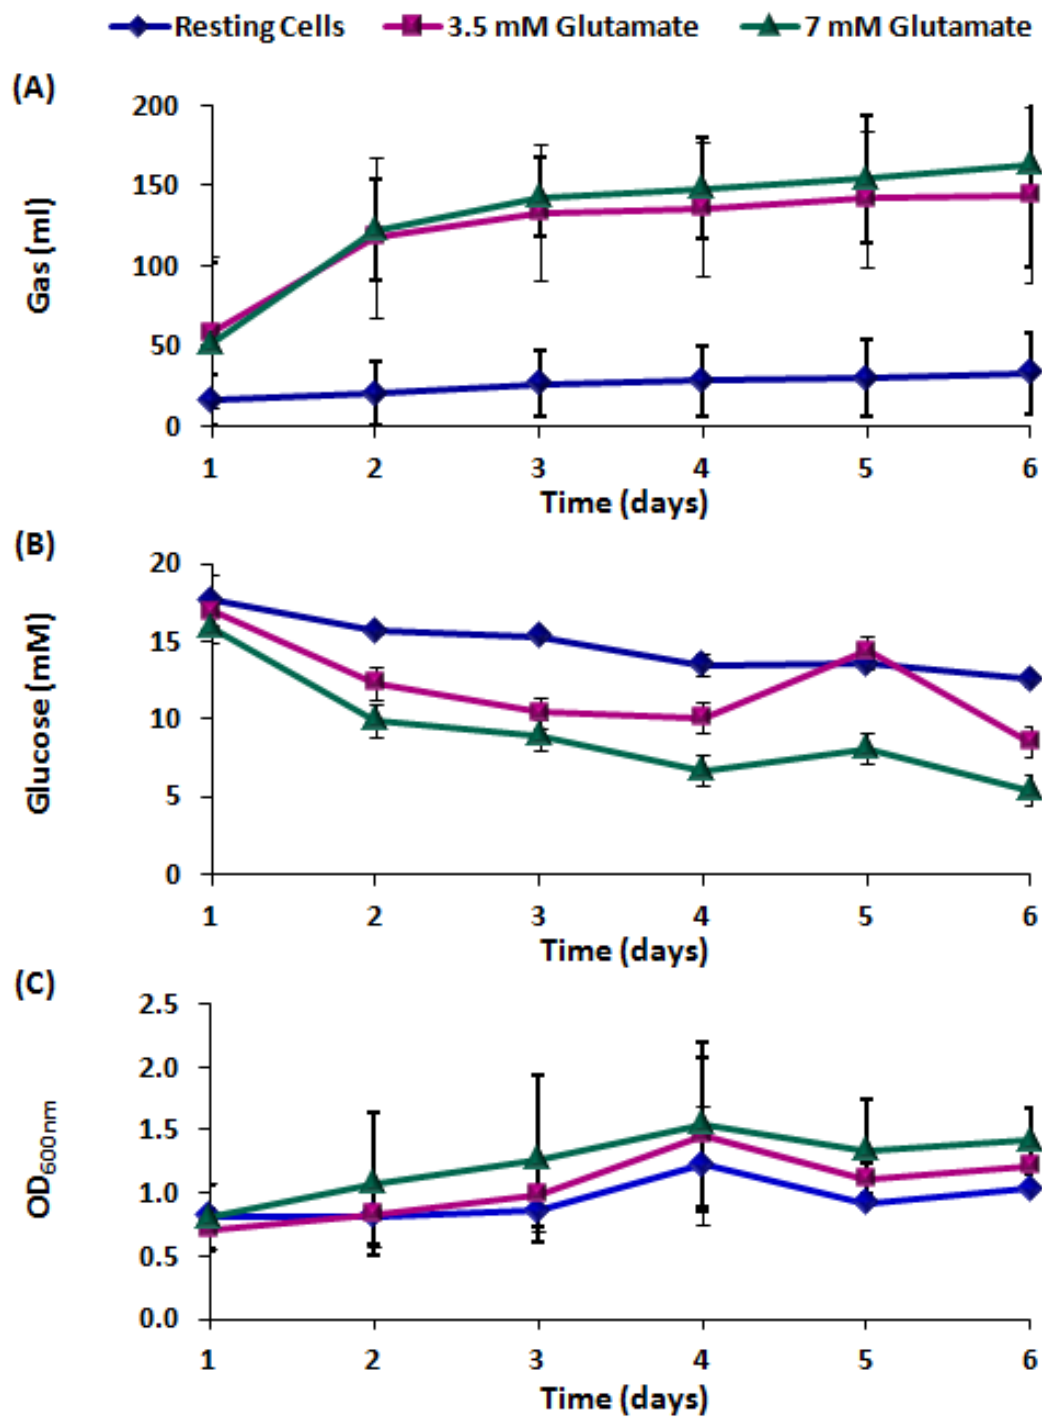 Resting Cells 3.5 mM Glutamate 7 mM Glutamate
(A)
Gas (ml)
200
150
100
50
0
1 2 3 4 5 6
Time (days)
(B)
Glucose (mM)
20
15
10
5
0
1 2 3 4 5 6
Time (days)
(C)
OD600nm
2.5
2.0
1.5
1.0
0.5
0.0
1 2 3 4 5 6
Time (days)